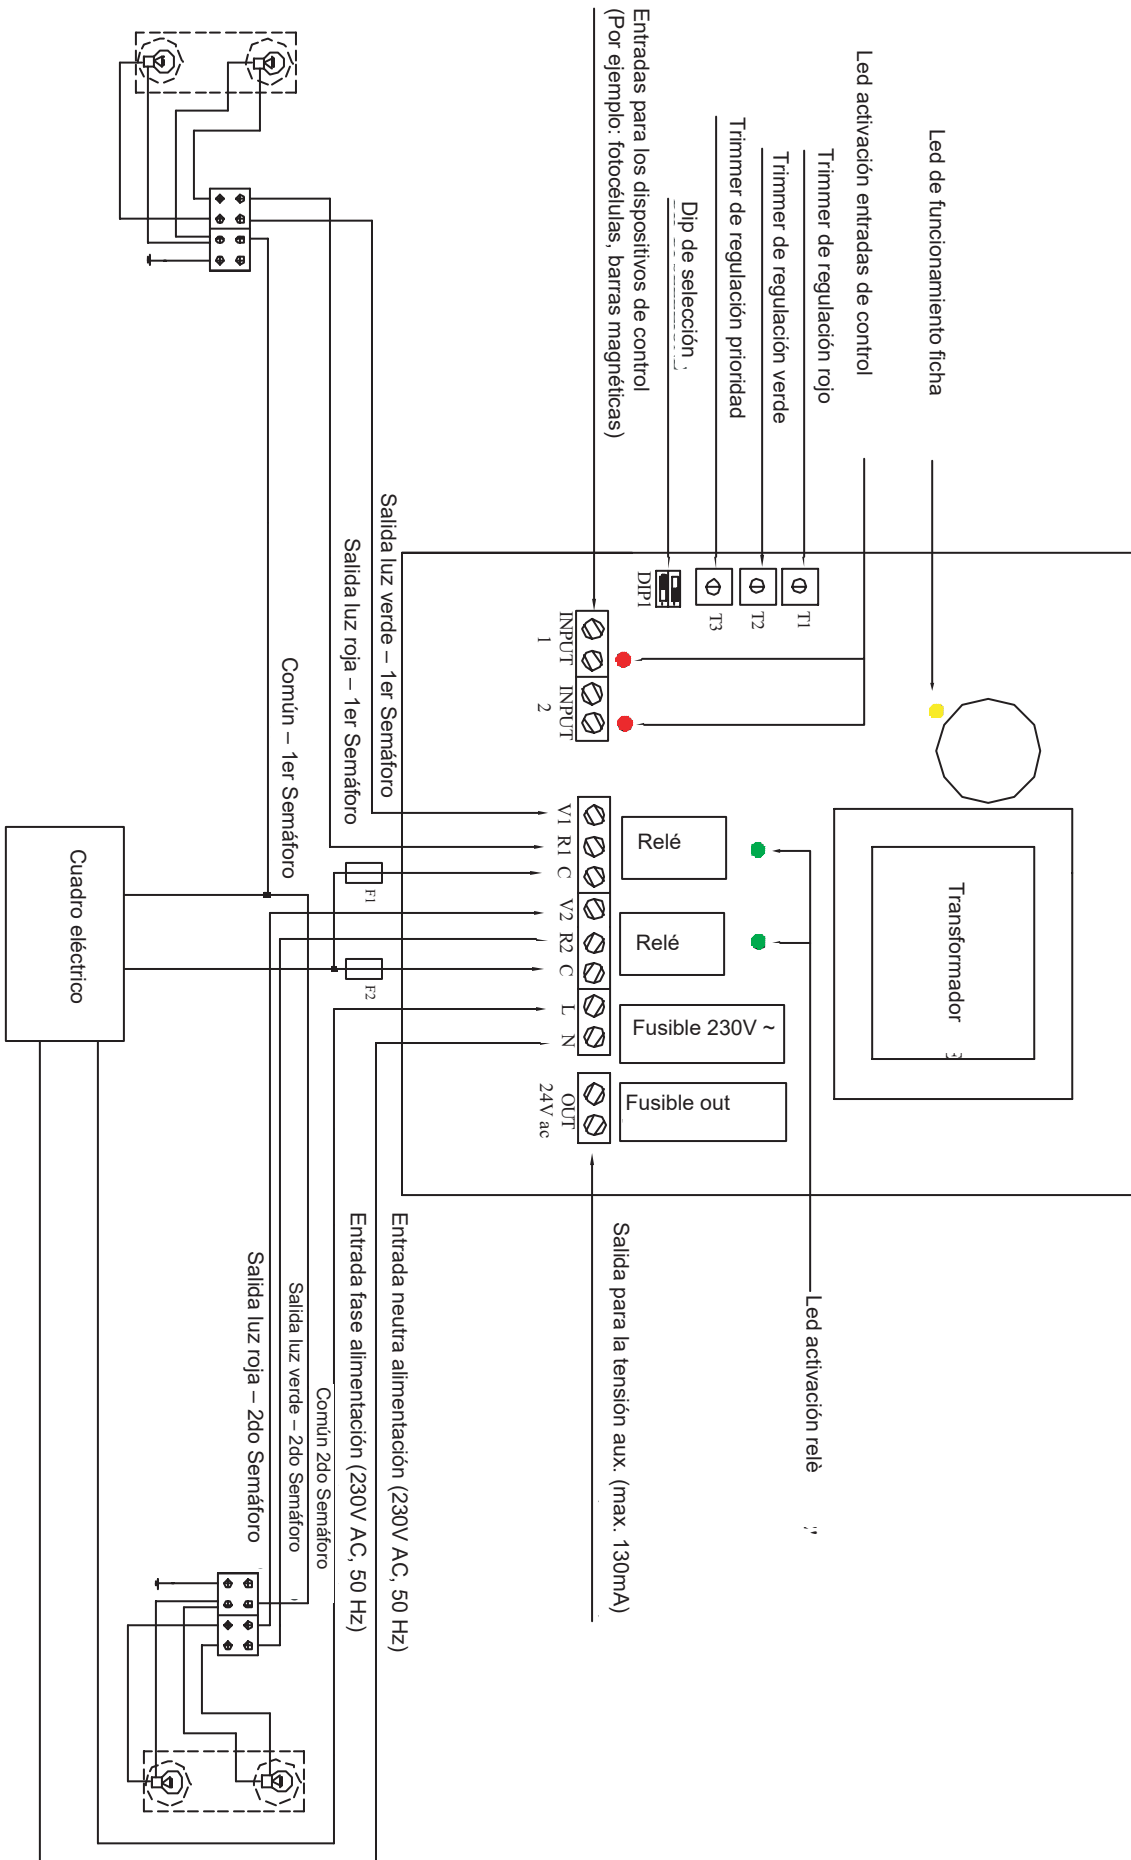 Led de funcionamiento ficha
Led activación entradas de control
Trimmer de regulación rojo
Trimmer de regulación verde
Trimmer de regulación prioridad
Dip de selección
Entradas para los dispositivos de control
(Por ejemplo: fotocélulas, barras magnéticas)
T1
T2
T3
DIP1
INPUT
1
INPUT
2
Transformador
Relé
Relé
Fusible 230V ~
Fusible out
V1
R1
C
V2
R2
C
L
N
OUT
24V ac
F1
F2
Salida luz verde – 1er Semáforo
Salida luz roja – 1er Semáforo
Común – 1er Semáforo
Cuadro eléctrico
Led activación relè
Salida para la tensión aux. (max. 130mA)
Entrada neutra alimentación (230V AC, 50 Hz)
Entrada fase alimentación (230V AC, 50 Hz)
Común 2do Semáforo
Salida luz verde – 2do Semáforo
Salida luz roja – 2do Semáforo